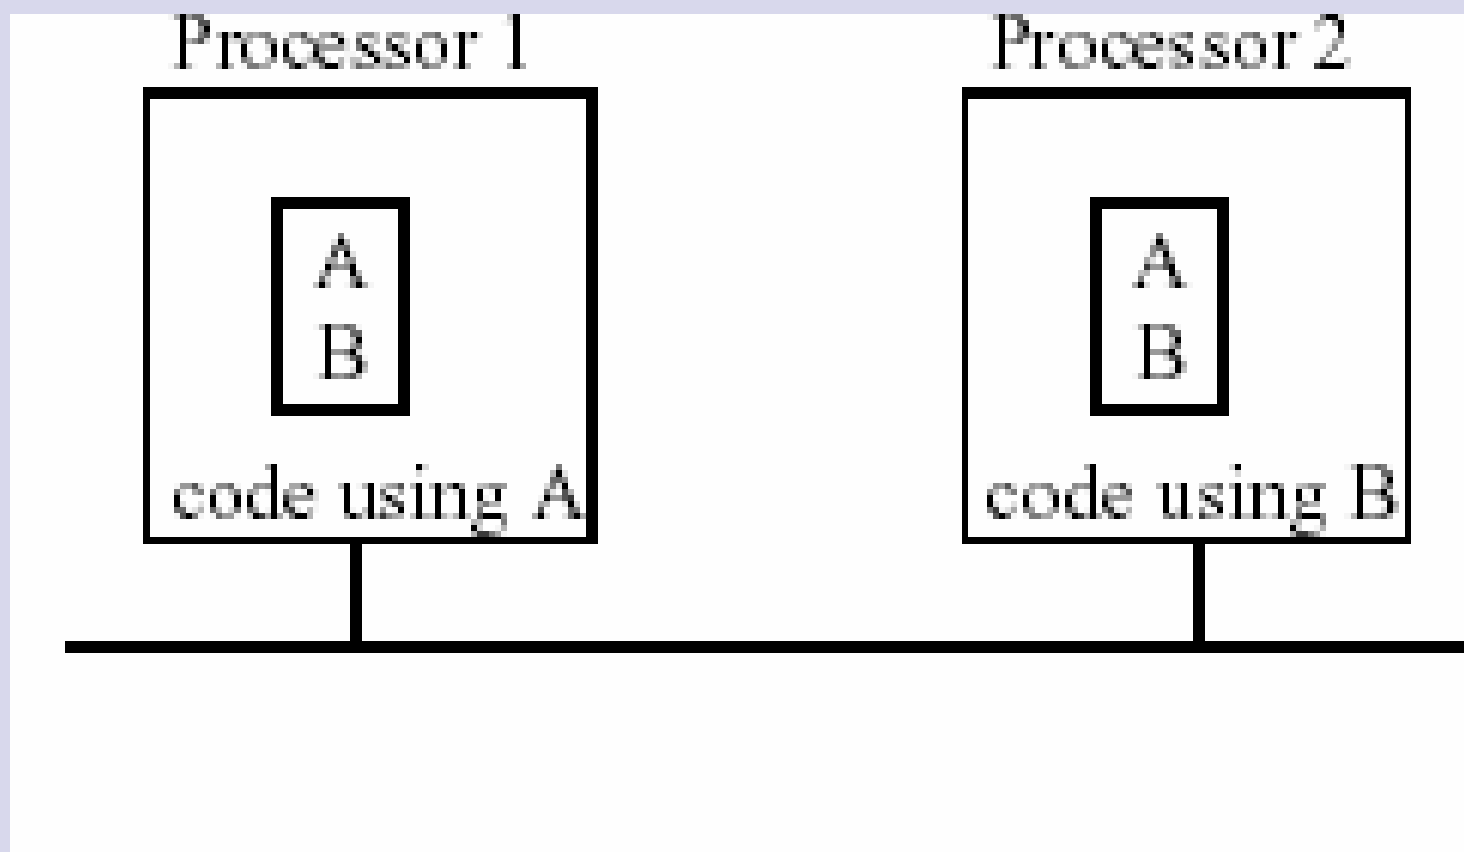 Processor 1
Processor 2
A
B
A
B
code using A
code using B